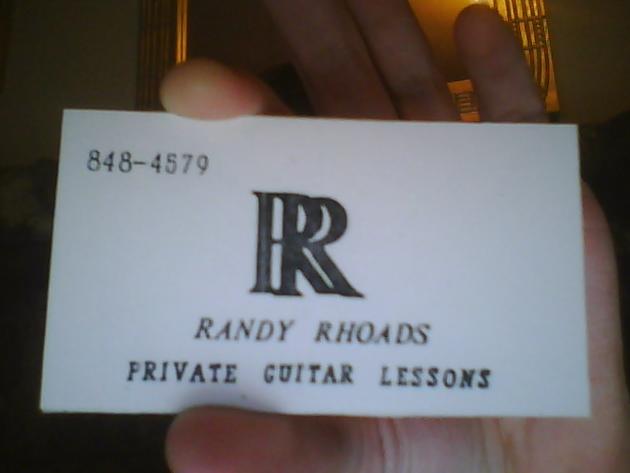 848-4579
RR
RANDY RHOADS
PRIVATE GUITAR LESSONS